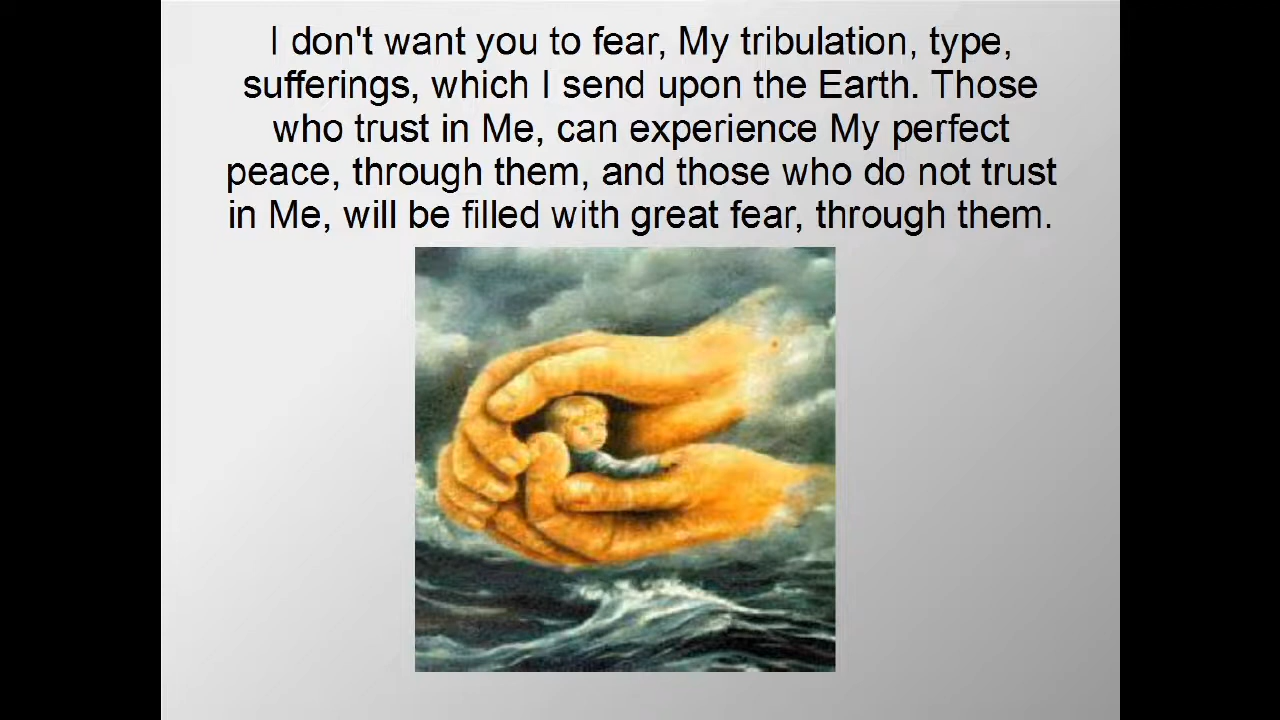 I don't want you to fear, My tribulation, type,
sufferings, which I send upon the Earth. Those
who trust in Me, can experience My perfect
peace, through them, and those who do not trust
in Me, will be filled with great fear, through them.